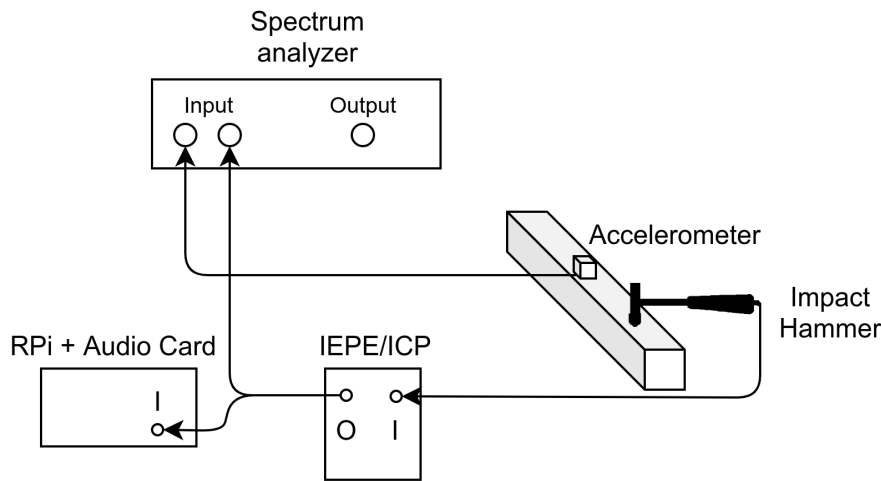 Spectrum
analyzer
Input
Output
Accelerometer
Impact
Hammer
RPi + Audio Card
IEPE/ICP
I
O
I